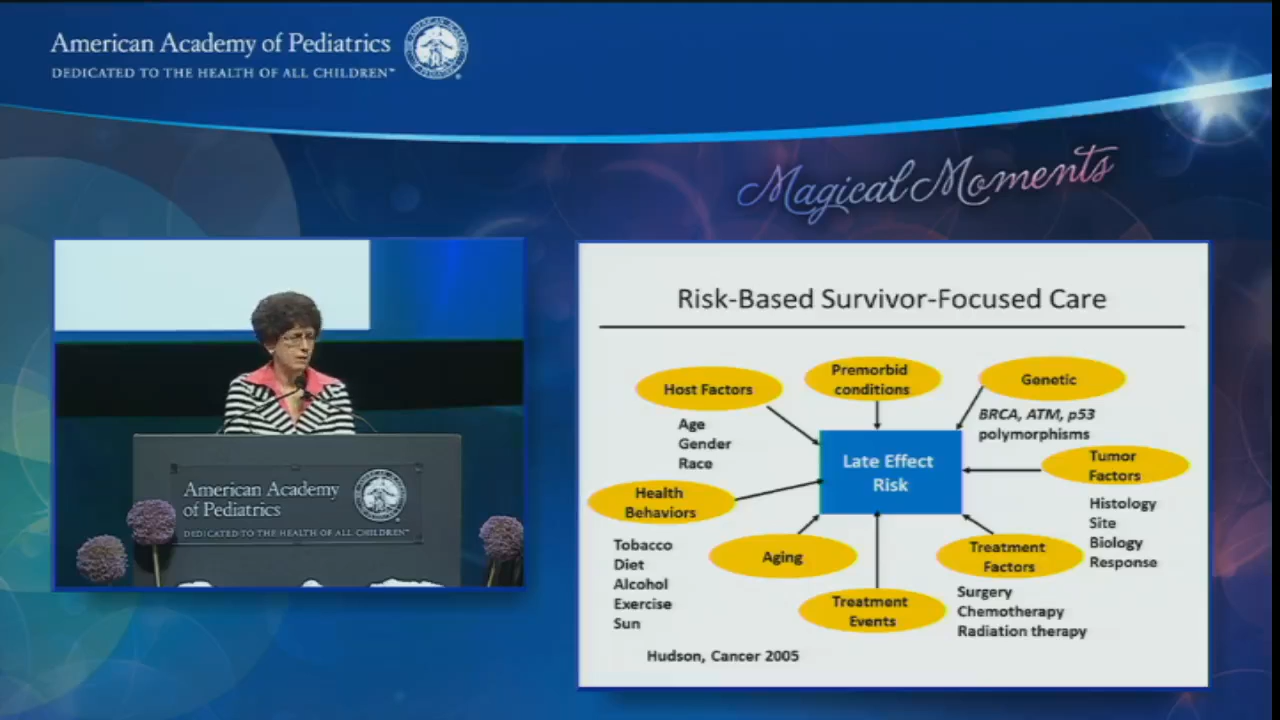 American Academy of Pediatrics
DEDICATED TO THE HEALTH OF ALL CHILDREN™
Magical Moments
American Academy
of Pediatrics
DEDICATED TO THE HEALTH OF ALL CHILDREN™
Risk-Based Survivor-Focused Care
Host Factors
Age
Gender
Race
Premorbid
conditions
Genetic
BRCA, ATM, p53
polymorphisms
Late Effect
Risk
Tumor
Factors
Histology
Site
Biology
Response
Health
Behaviors
Tobacco
Diet
Alcohol
Exercise
Sun
Aging
Treatment
Events
Treatment
Factors
Surgery
Chemotherapy
Radiation therapy
Hudson, Cancer 2005